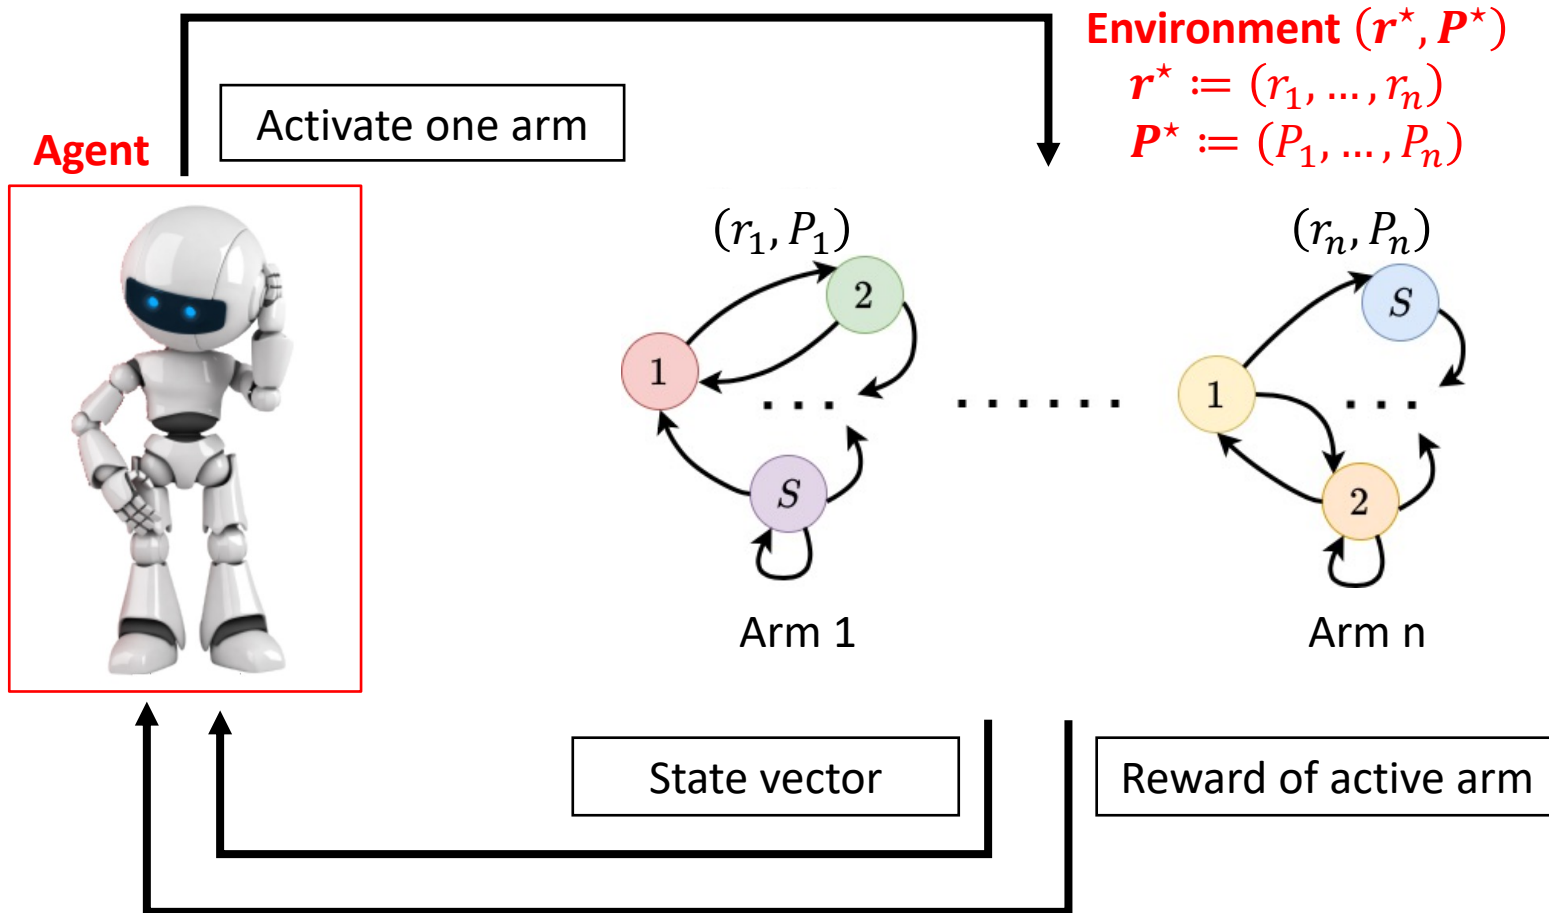 Environment (r⋆, P⋆)
r⋆ ≔ (r₁, …, rₙ)
P⋆ ≔ (P₁, …, Pₙ)
Activate one arm
Agent
(r₁, P₁)
(rₙ, Pₙ)
2
S
1
1
. . .
. . . . . .
. . .
S
2
Arm 1
Arm n
State vector
Reward of active arm